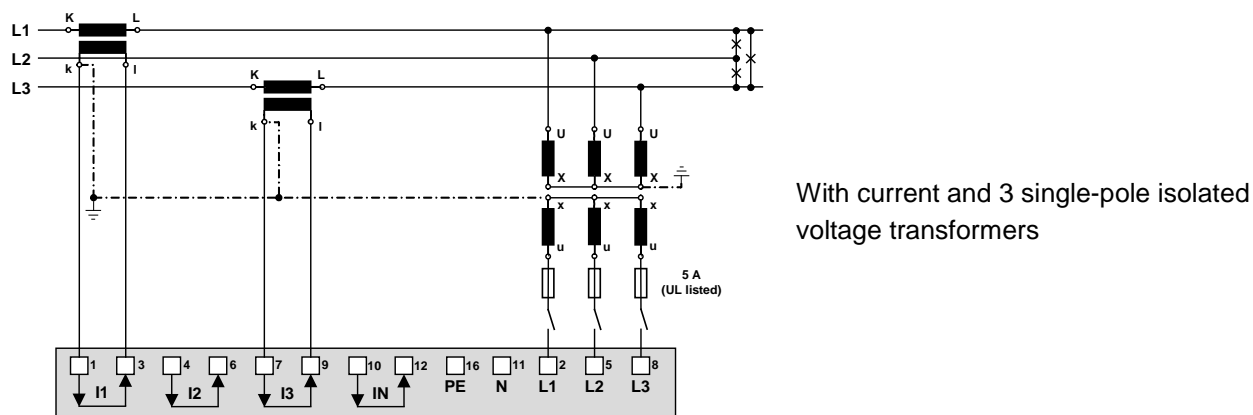 K L
L1
L2
k l
K L
L3
k l
U U U
X X X
x x x
u u u
5 A
(UL listed)
With current and 3 single-pole isolated
voltage transformers
1 3 4 6 7 9 10 12 16 11 2 5 8
I1 I2 I3 IN PE N L1 L2 L3